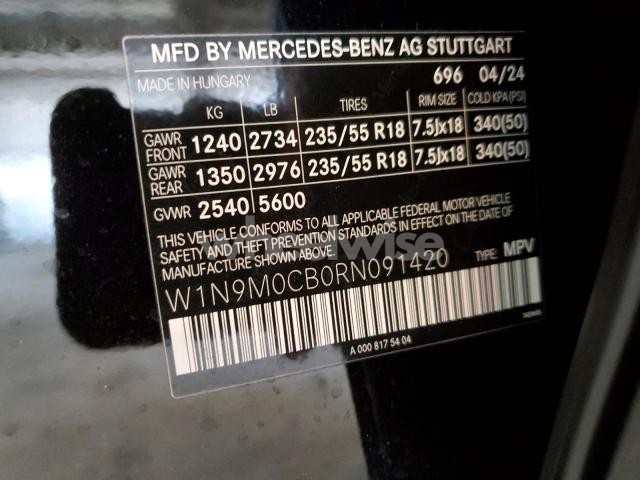 MFD BY MERCEDES-BENZ AG STUTTGART
MADE IN HUNGARY 696 04/24
KG LB TIRES RIM SIZE COLD KPA (PSI)
GAWR FRONT 1240 2734 235/55 R18 7.5Jx18 340(50)
GAWR REAR 1350 2976 235/55 R18 7.5Jx18 340(50)
GVWR 2540 5600
THIS VEHICLE CONFORMS TO ALL APPLICABLE FEDERAL MOTOR VEHICLE
SAFETY AND THEFT PREVENTION STANDARDS IN EFFECT ON THE DATE OF
MANUFACTURE SHOWN ABOVE.
W1N9M0CB0RN091420 TYPE: MPV
A 000 817 54 04